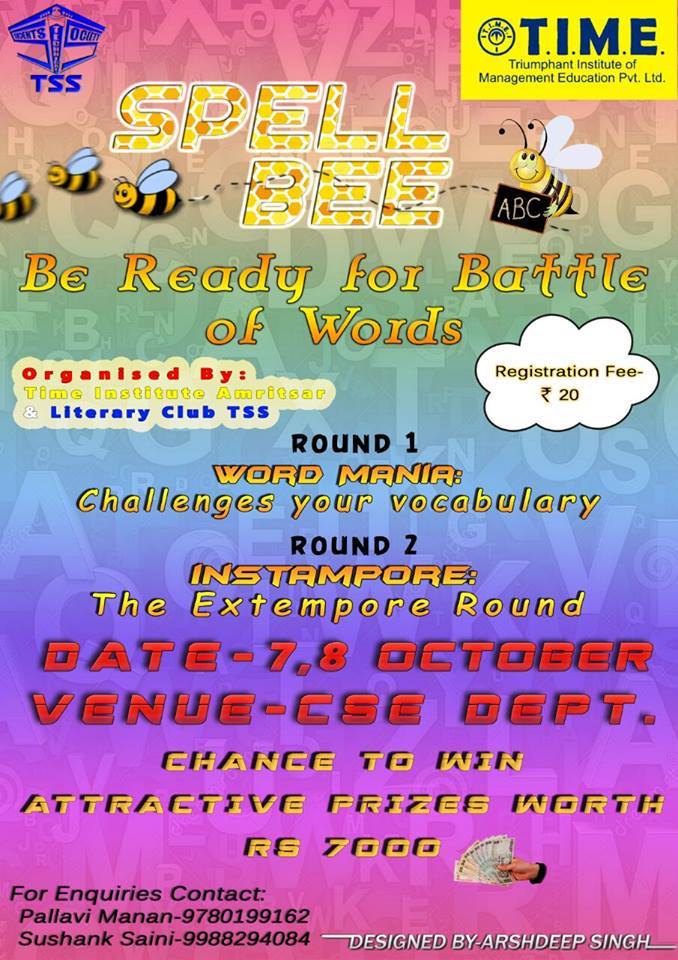 STUDENT'S SOCIETY
TECHNICAL
TSS
T.I.M.E.
T.I.M.E.
Triumphant Institute of
Management Education Pvt. Ltd.
SPELL
BEE
ABC
Be Ready for Battle
of Words
Organised By:
Time Institute Amritsar
& Literary Club TSS
Registration Fee-
₹ 20
ROUND 1
WORD MANIA:
Challenges your vocabulary
ROUND 2
INSTAMPORE:
The Extempore Round
DATE-7,8 OCTOBER
VENUE-CSE DEPT.
CHANCE TO WIN
ATTRACTIVE PRIZES WORTH
RS 7000
For Enquiries Contact:
Pallavi Manan-9780199162
Sushank Saini-9988294084
DESIGNED BY-ARSHDEEP SINGH